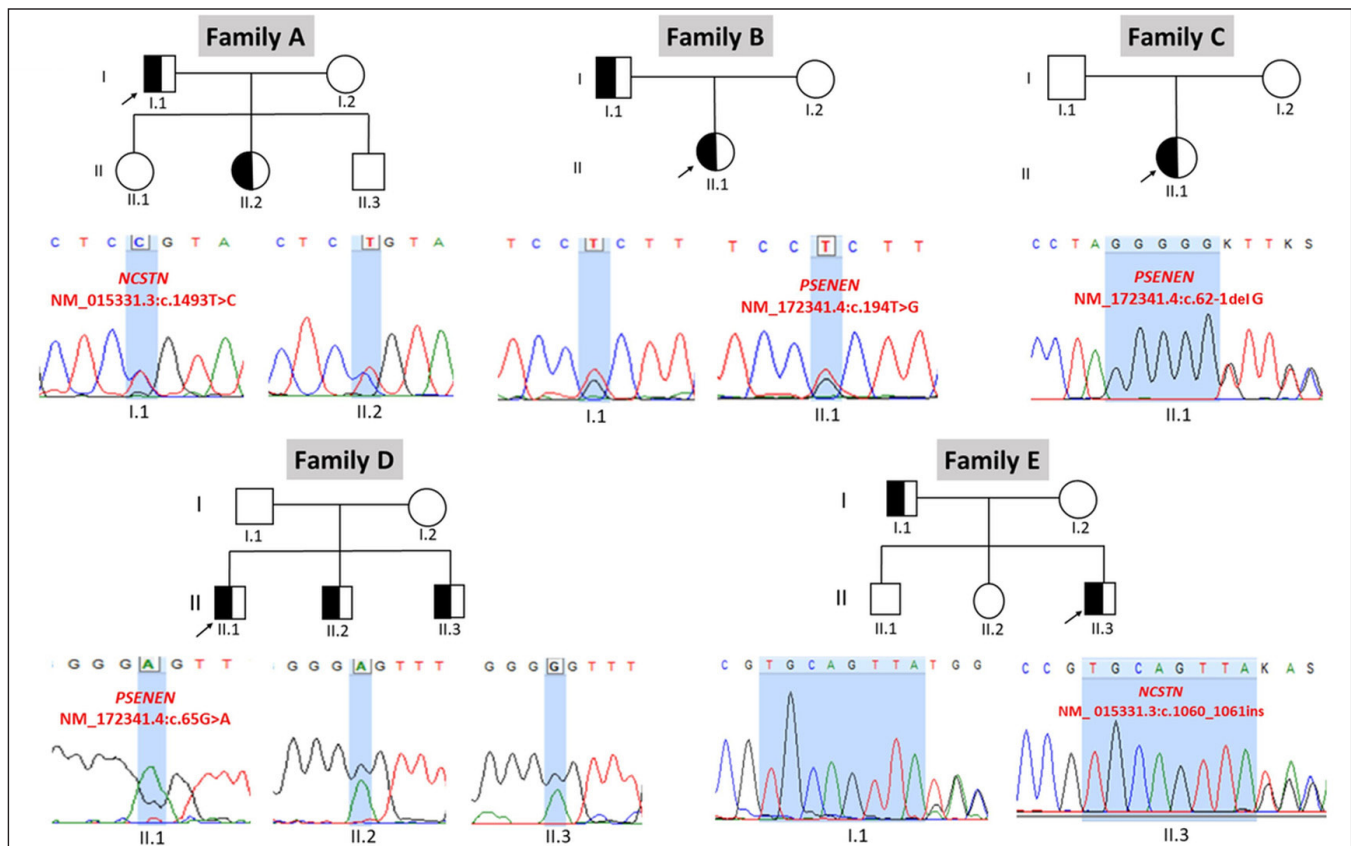 Family A
I
I.1
I.2
II
II.1
II.2
II.3
C T C C G T A
C T C T G T A
NCSTN
NM_015331.3:c.1493T>C
I.1
II.2
Family B
I
I.1
I.2
II
II.1
T C C T C T T
T C C T C T T
PSENEN
NM_172341.4:c.194T>G
I.1
II.1
Family C
I
I.1
I.2
II
II.1
C C T A G G G G G K T T K S
PSENEN
NM_172341.4:c.62-1delG
II.1
Family D
I
I.1
I.2
II
II.1
II.2
II.3
G G G A G T T
G G G A G T T T
G G G G G T T T
PSENEN
NM_172341.4:c.65G>A
II.1
II.2
II.3
Family E
I
I.1
I.2
II
II.1
II.2
II.3
C G T G C A G T T A T G G
C C G T G C A G T T A K A S
NCSTN
NM_ 015331.3:c.1060_1061ins
I.1
II.3